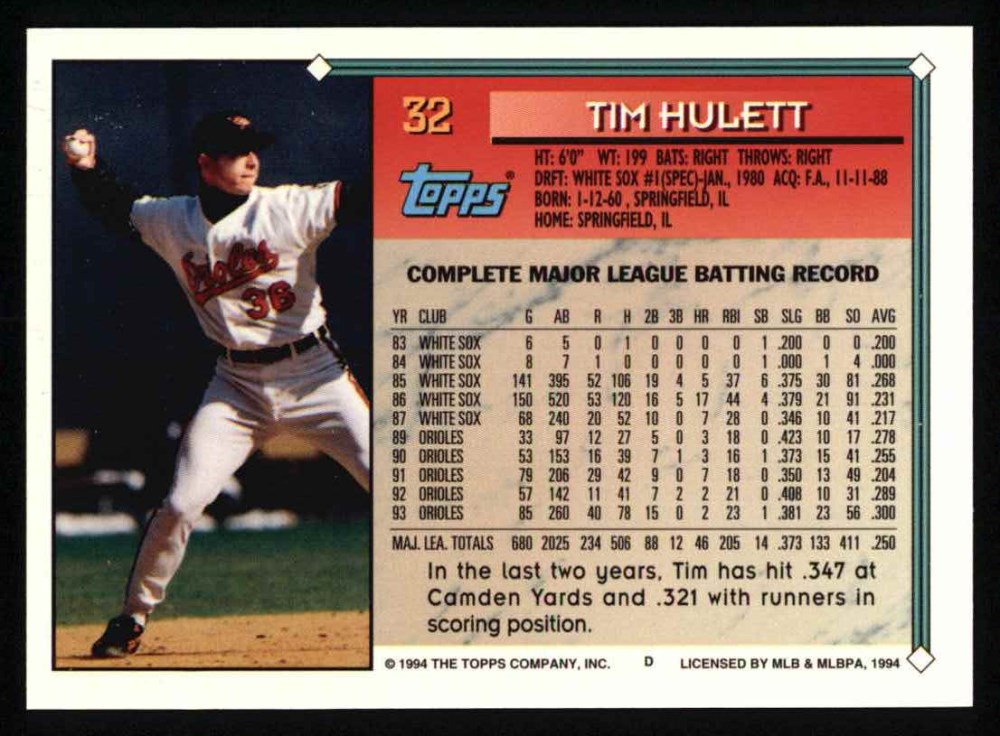 32 TIM HULETT
TOPPS®
HT: 6'0" WT: 199 BATS: RIGHT THROWS: RIGHT
DRFT: WHITE SOX #1(SPEC)-JAN., 1980 ACQ: F.A., 11-11-88
BORN: 1-12-60 , SPRINGFIELD, IL
HOME: SPRINGFIELD, IL
Orioles
36
COMPLETE MAJOR LEAGUE BATTING RECORD
YR CLUB G AB R H 2B 3B HR RBI SB SLG BB SO AVG
83 WHITE SOX 6 5 0 1 0 0 0 0 1 .200 0 0 .200
84 WHITE SOX 8 7 1 0 0 0 0 0 1 .000 1 4 .000
85 WHITE SOX 141 395 52 106 19 4 5 37 6 .375 30 81 .268
86 WHITE SOX 150 520 53 120 16 5 17 44 4 .379 21 91 .231
87 WHITE SOX 68 240 20 52 10 0 7 28 0 .346 10 41 .217
89 ORIOLES 33 97 12 27 5 0 3 18 0 .423 10 17 .278
90 ORIOLES 53 153 16 39 7 1 3 16 1 .373 15 41 .255
91 ORIOLES 79 206 29 42 9 0 7 18 0 .350 13 49 .204
92 ORIOLES 57 142 11 41 7 2 2 21 0 .408 10 31 .289
93 ORIOLES 85 260 40 78 15 0 2 23 1 .381 23 56 .300
MAJ. LEA. TOTALS 680 2025 234 506 88 12 46 205 14 .373 133 411 .250
In the last two years, Tim has hit .347 at
Camden Yards and .321 with runners in
scoring position.
© 1994 THE TOPPS COMPANY, INC. D LICENSED BY MLB & MLBPA, 1994